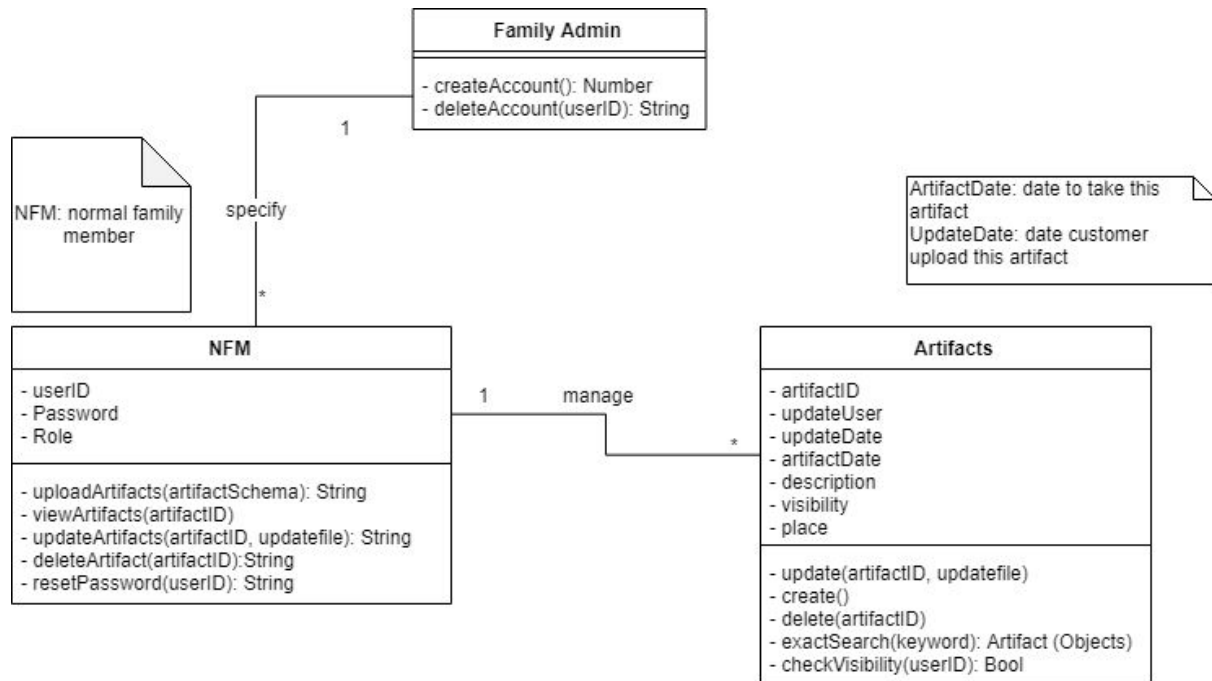 Family Admin
- createAccount(): Number
- deleteAccount(userID): String
1
specify
*
NFM: normal family
member
ArtifactDate: date to take this
artifact
UpdateDate: date customer
upload this artifact
NFM
- userID
- Password
- Role
- uploadArtifacts(artifactSchema): String
- viewArtifacts(artifactID)
- updateArtifacts(artifactID, updatefile): String
- deleteArtifact(artifactID):String
- resetPassword(userID): String
1
manage
*
Artifacts
- artifactID
- updateUser
- updateDate
- artifactDate
- description
- visibility
- place
- update(artifactID, updatefile)
- create()
- delete(artifactID)
- exactSearch(keyword): Artifact (Objects)
- checkVisibility(userID): Bool